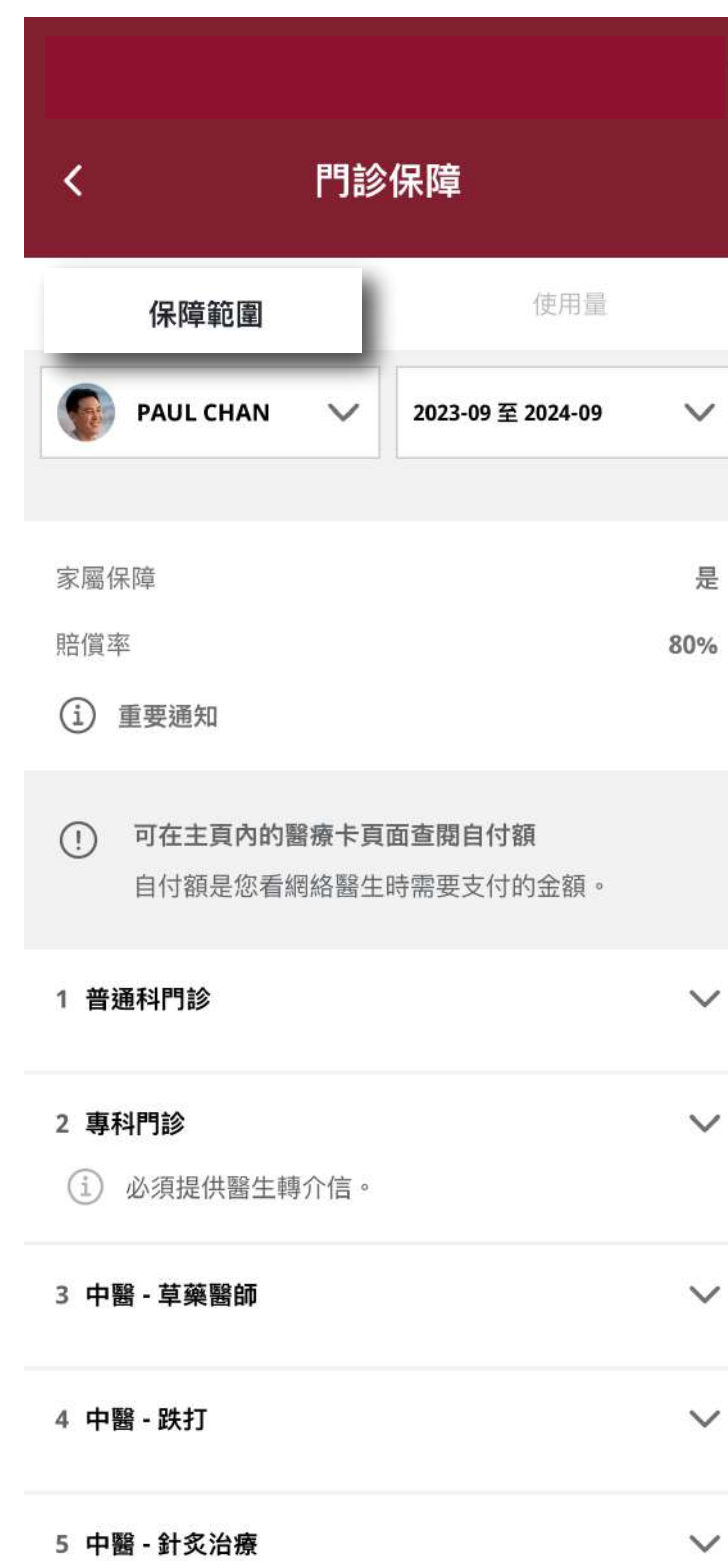 門診保障
保障範圍
使用量
PAUL CHAN
2023-09 至 2024-09
家屬保障
是
賠償率
80%
重要通知
可在主頁內的醫療卡頁面查閱自付額
自付額是您看網絡醫生時需要支付的金額。
1 普通科門診
2 專科門診
必須提供醫生轉介信。
3 中醫 - 草藥醫師
4 中醫 - 跌打
5 中醫 - 針炙治療